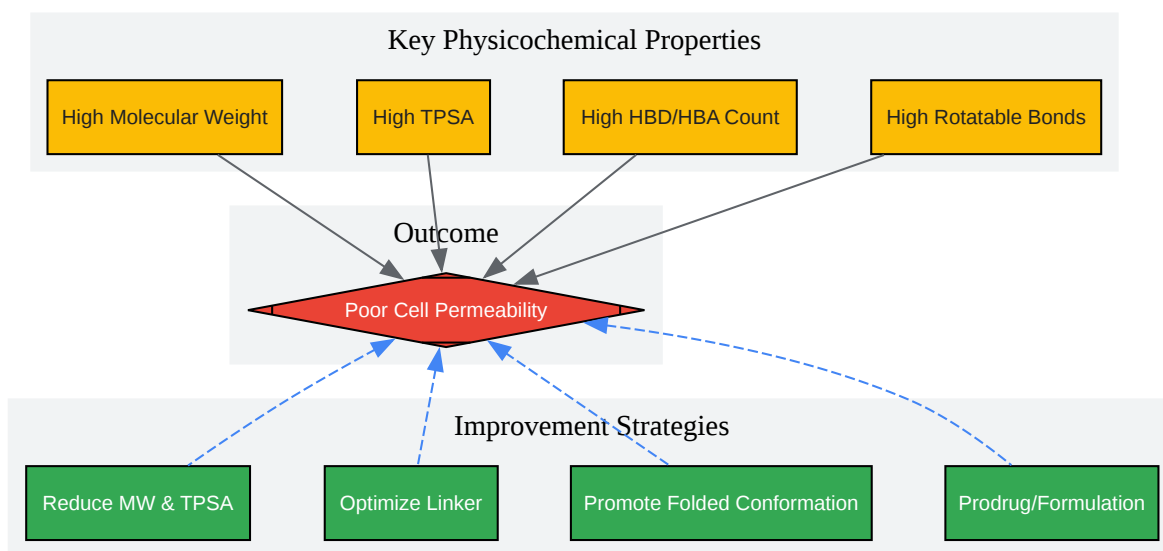 Key Physicochemical Properties
High Molecular Weight
High TPSA
High HBD/HBA Count
High Rotatable Bonds
Outcome
Poor Cell Permeability
Improvement Strategies
Reduce MW & TPSA
Optimize Linker
Promote Folded Conformation
Prodrug/Formulation